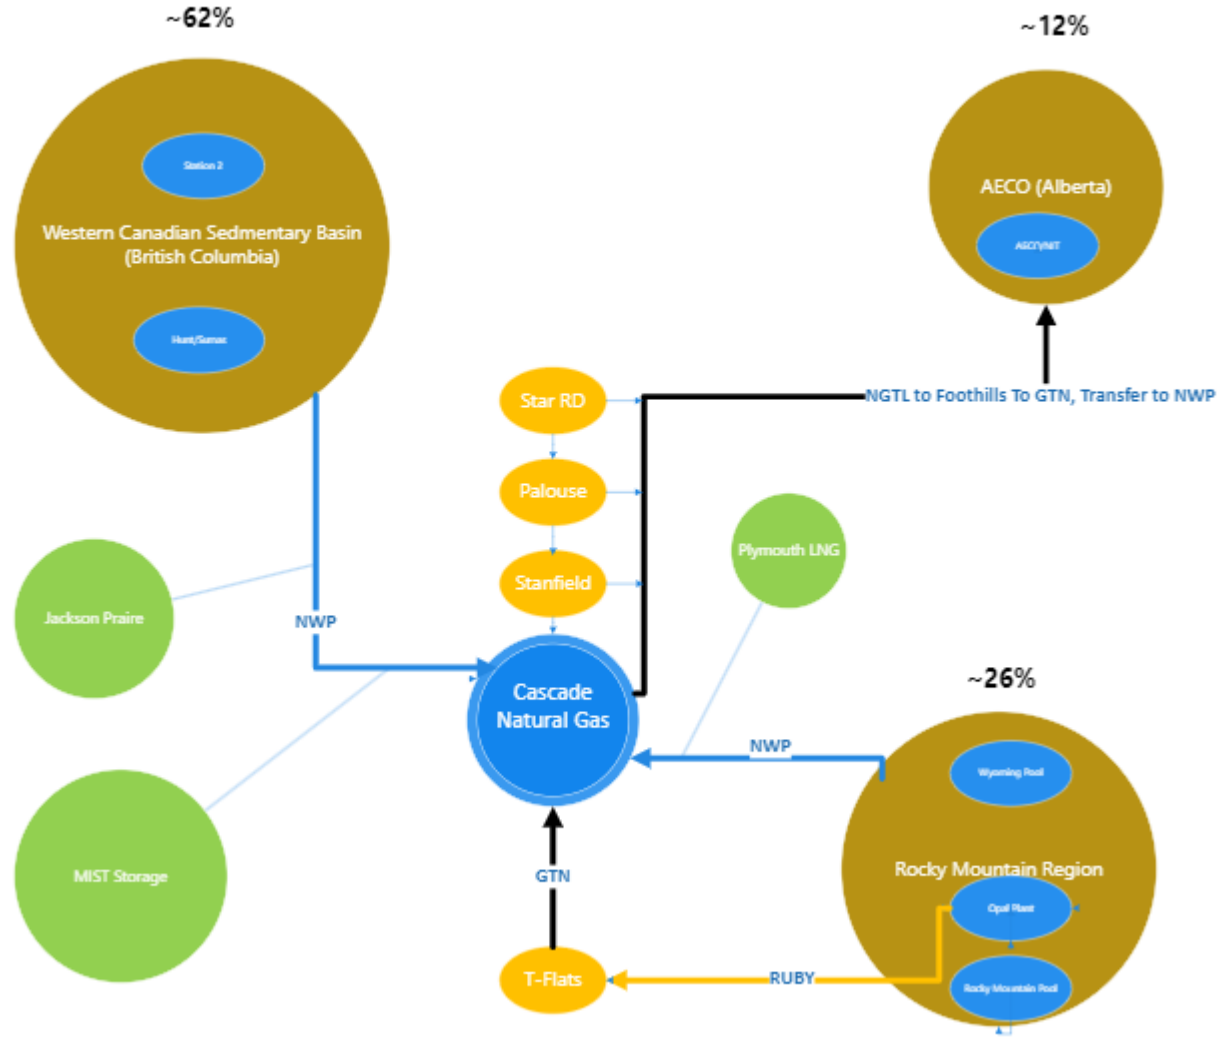 ~62%
~12%
Station 2
Western Canadian Sedmentary Basin
(British Columbia)
Hunt/Sumas
AECO (Alberta)
NGTL to Foothills To GTN, Transfer to NWP
Star RD
Palouse
Stanfield
Plymouth LNG
Jackson Praire
NWP
Cascade
Natural Gas
~26%
NWP
Wyoming Pool
MIST Storage
GTN
Rocky Mountain Region
Opal Plant
T-Flats
RUBY
Rocky Mountain Pool